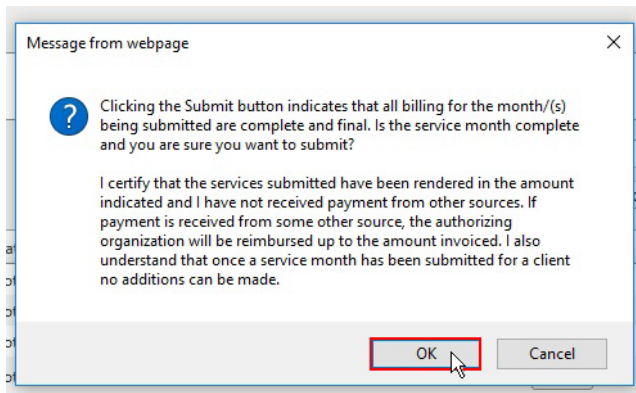 Message from webpage
Clicking the Submit button indicates that all billing for the month/(s)
being submitted are complete and final. Is the service month complete
and you are sure you want to submit?
I certify that the services submitted have been rendered in the amount
indicated and I have not received payment from other sources. If
payment is received from some other source, the authorizing
organization will be reimbursed up to the amount invoiced. I also
understand that once a service month has been submitted for a client
no additions can be made.
OK
Cancel